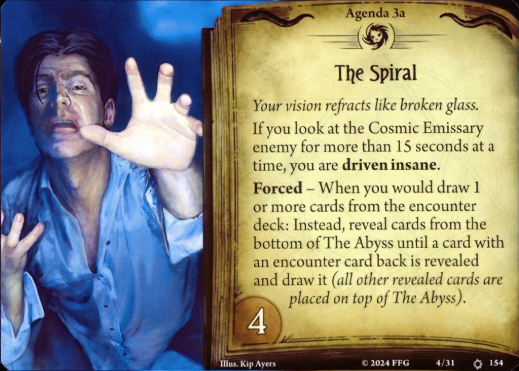 Agenda 3a
The Spiral
Your vision refracts like broken glass.
If you look at the Cosmic Emissary
enemy for more than 15 seconds at a
time, you are driven insane.
Forced – When you would draw 1
or more cards from the encounter
deck: Instead, reveal cards from the
bottom of The Abyss until a card with
an encounter card back is revealed
and draw it (all other revealed cards are
placed on top of The Abyss).
4
Illus. Kip Ayers
© 2024 FFG
4/31
154